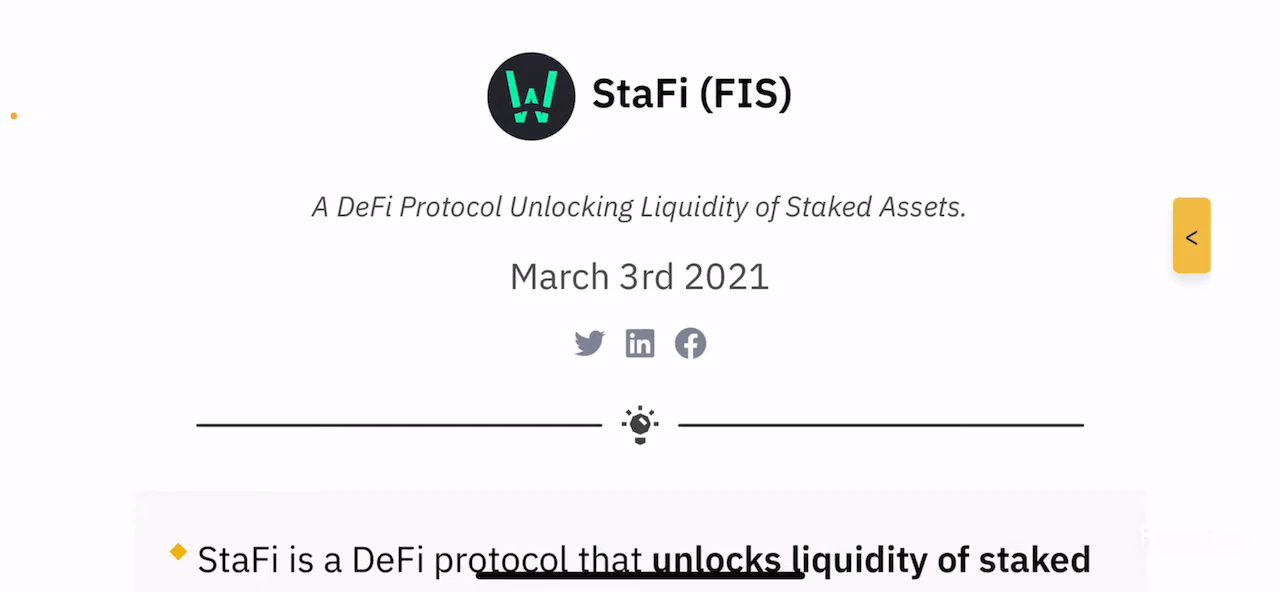 StaFi (FIS)
A DeFi Protocol Unlocking Liquidity of Staked Assets.
March 3rd 2021
<
StaFi is a DeFi protocol that unlocks liquidity of staked